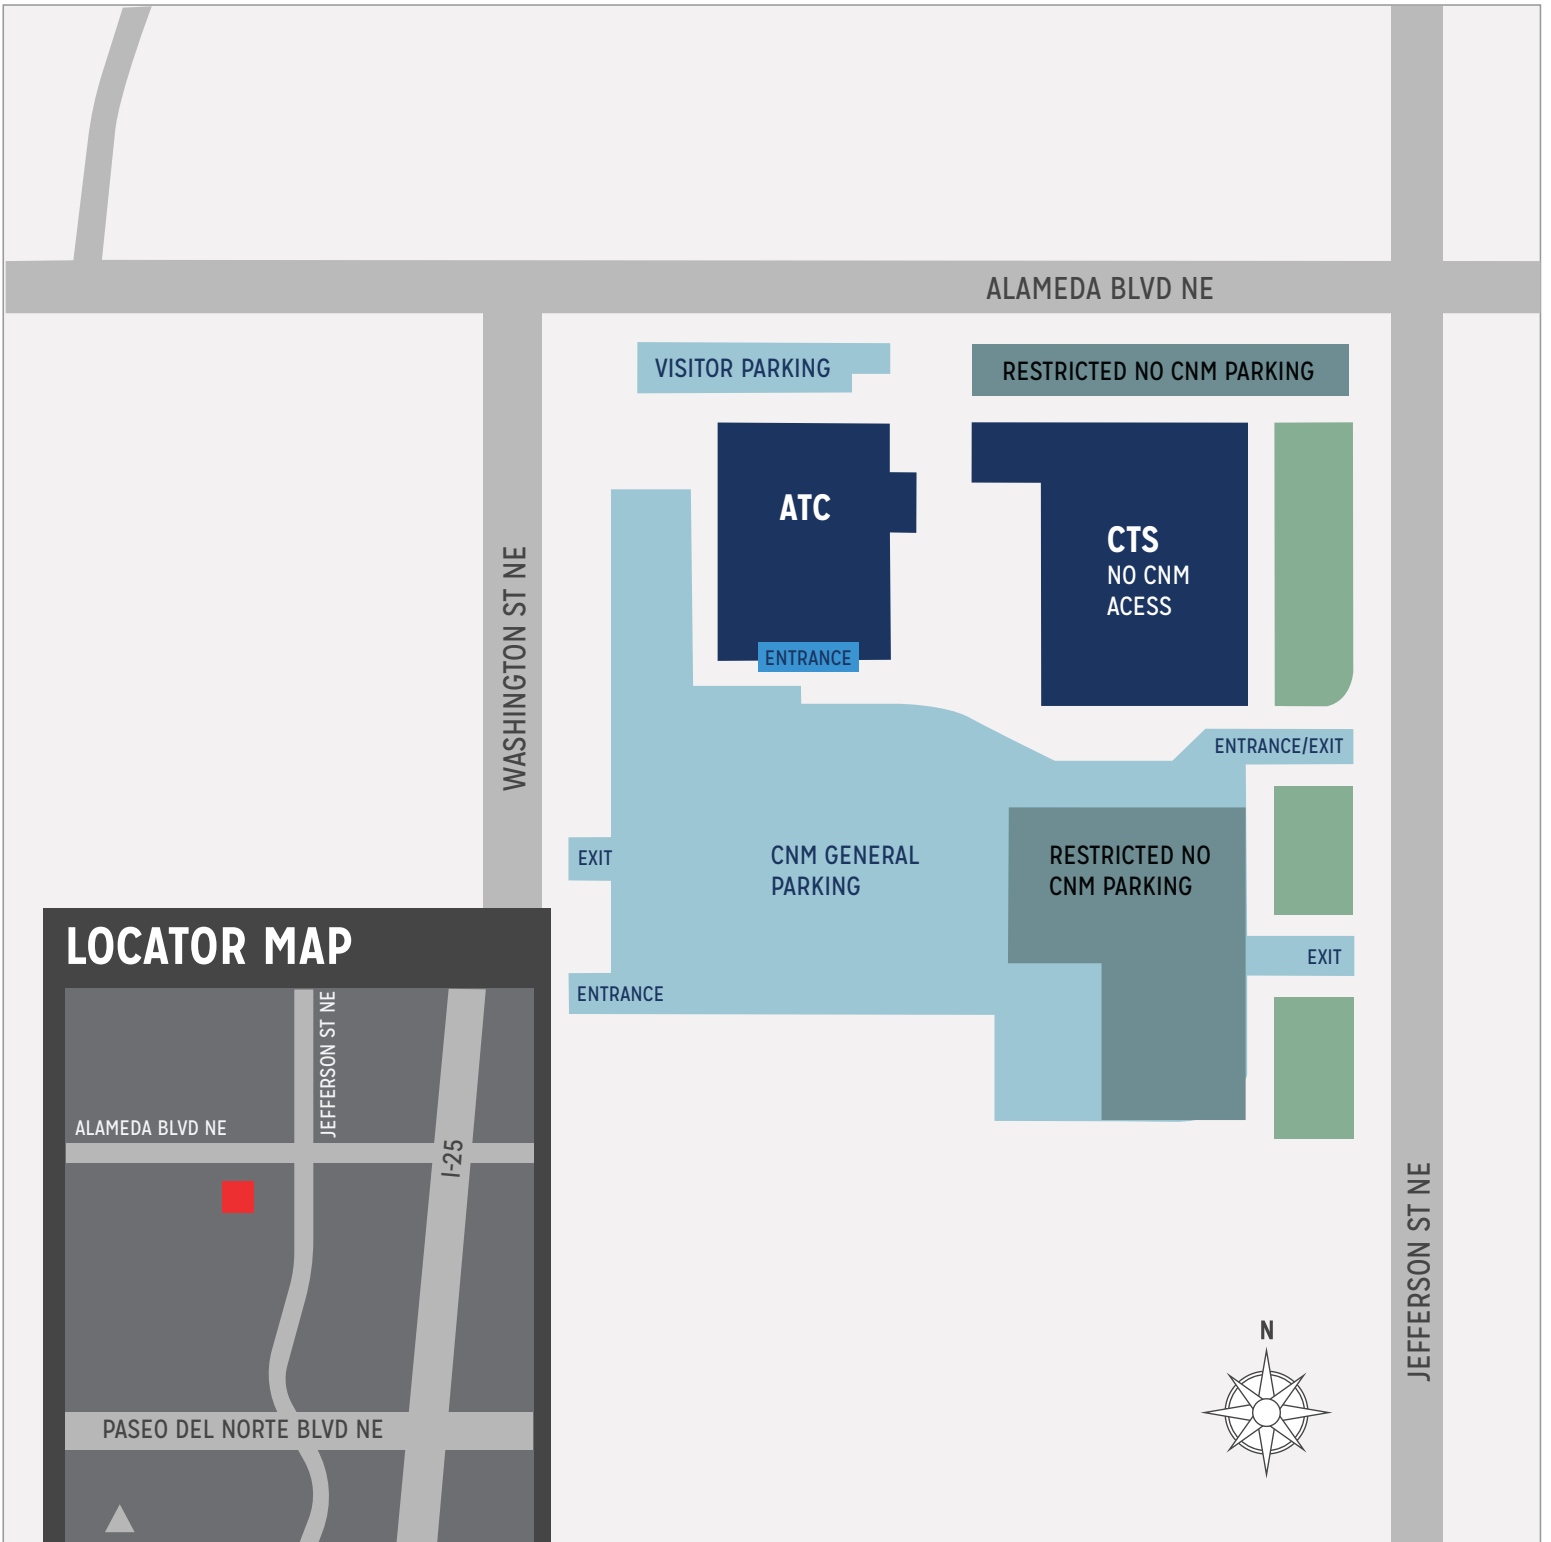 ALAMEDA BLVD NE
VISITOR PARKING
RESTRICTED NO CNM PARKING
ATC
CTS
NO CNM
ACESS
WASHINGTON ST NE
ENTRANCE
ENTRANCE/EXIT
EXIT
CNM GENERAL
PARKING
RESTRICTED NO
CNM PARKING
EXIT
ENTRANCE
JEFFERSON ST NE
N
LOCATOR MAP
JEFFERSON ST NE
ALAMEDA BLVD NE
I-25
PASEO DEL NORTE BLVD NE